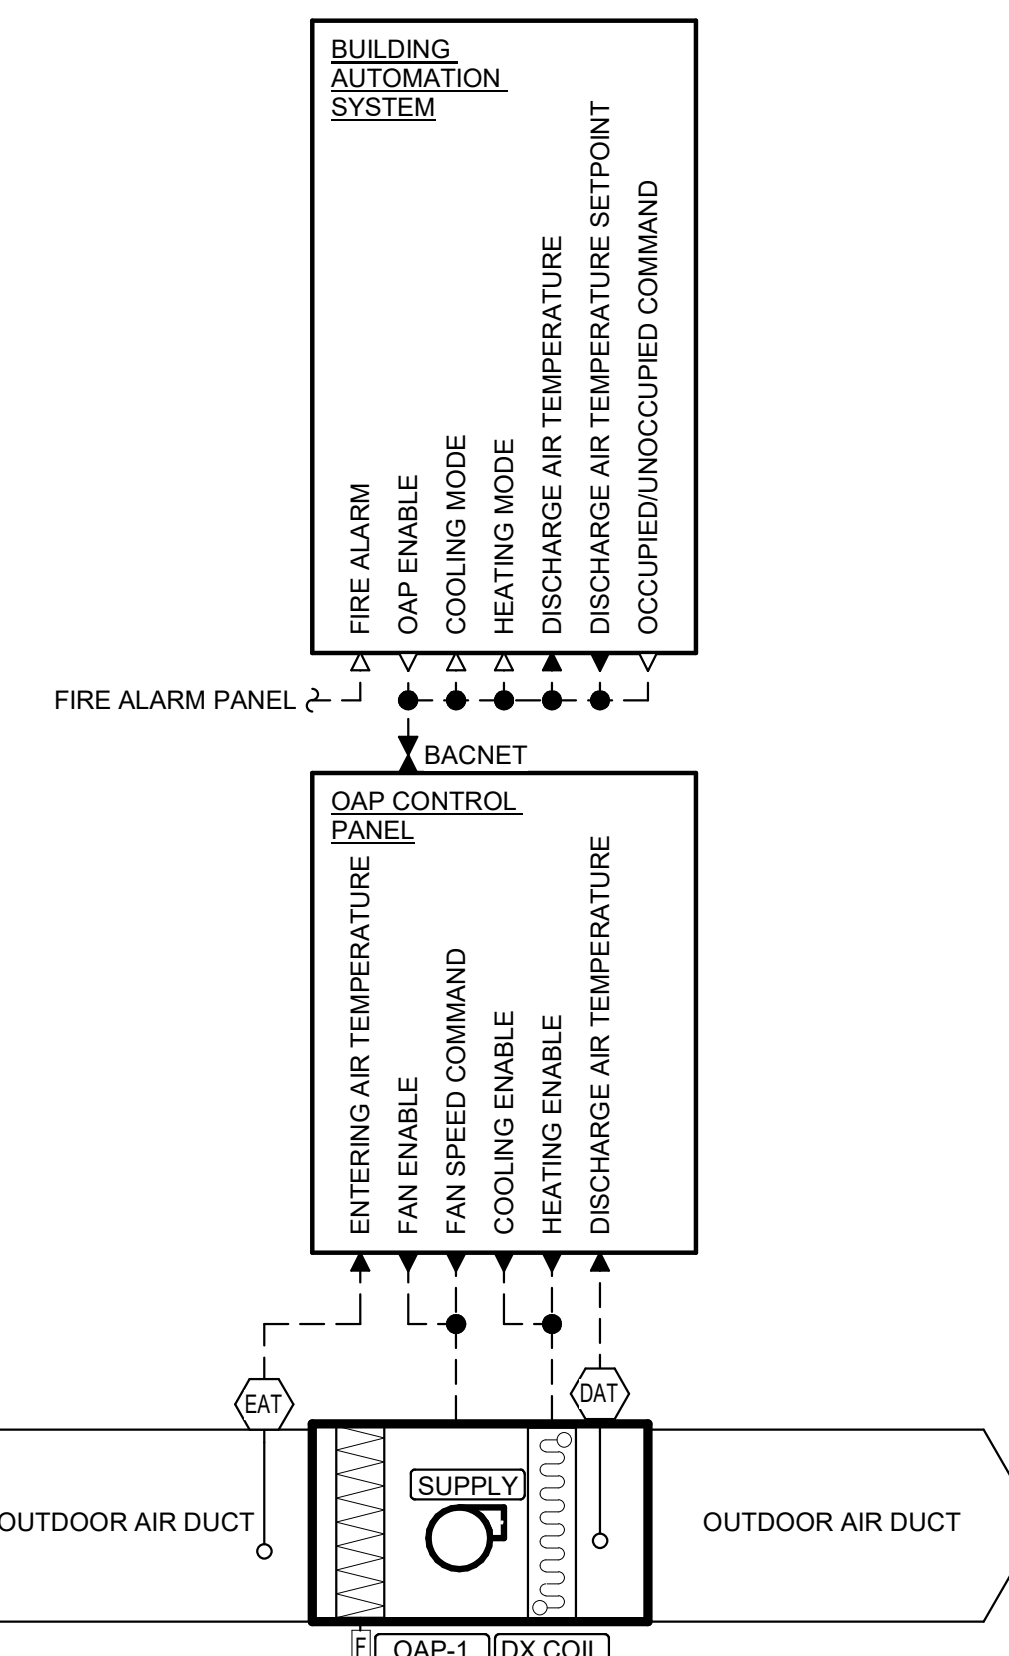 BUILDING
AUTOMATION
SYSTEM
FIRE ALARM
OAP ENABLE
COOLING MODE
HEATING MODE
DISCHARGE AIR TEMPERATURE
DISCHARGE AIR TEMPERATURE SETPOINT
OCCUPIED/UNOCCUPIED COMMAND
FIRE ALARM PANEL
BACNET
OAP CONTROL
PANEL
ENTERING AIR TEMPERATURE
FAN ENABLE
FAN SPEED COMMAND
COOLING ENABLE
HEATING ENABLE
DISCHARGE AIR TEMPERATURE
EAT
DAT
SUPPLY
OUTDOOR AIR DUCT
OUTDOOR AIR DUCT
F
OAP-1
DX COIL